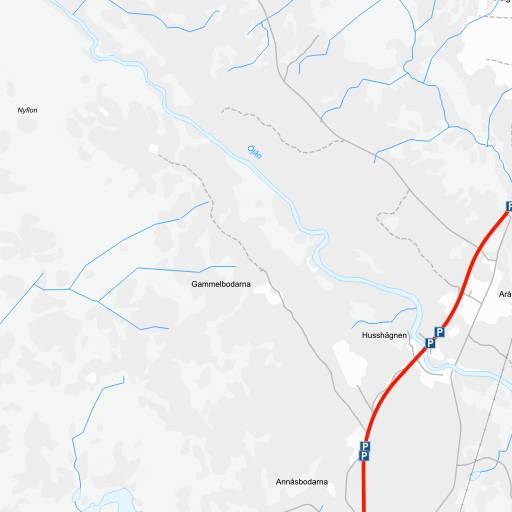 Nyflon
Öjån
P
Gammelbodarna
Husshägnen
P
P
P
P
Annåsbodarna